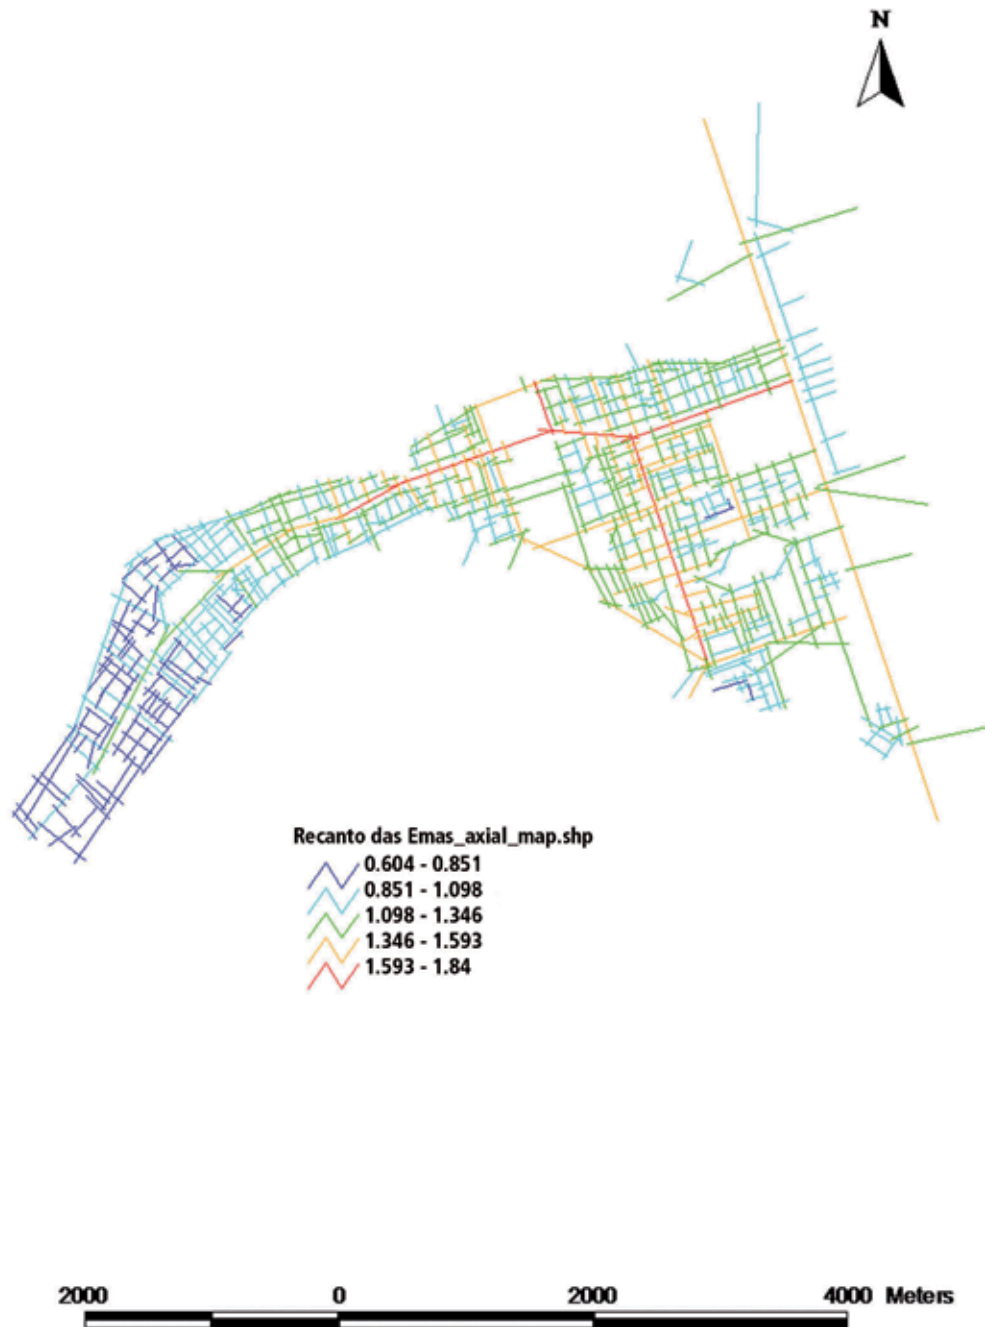 N
Recanto das Emas_axial_map.shp
0.604 - 0.851
0.851 - 1.098
1.098 - 1.346
1.346 - 1.593
1.593 - 1.84
2000 0 2000 4000 Meters